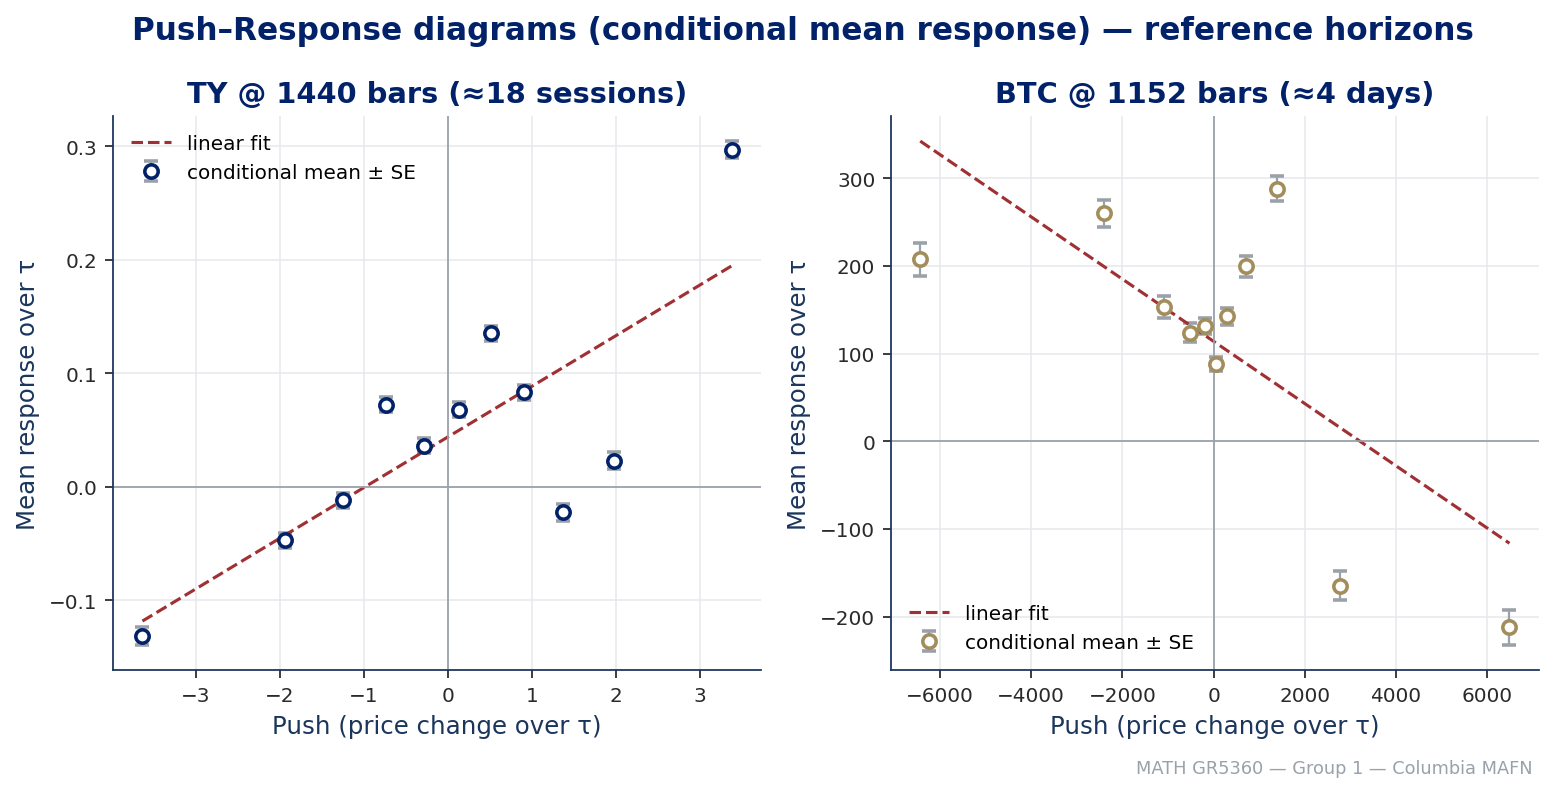 Push–Response diagrams (conditional mean response) — reference horizons
TY @ 1440 bars (≈18 sessions)
linear fit
conditional mean ± SE
0.3
0.2
0.1
0.0
−0.1
Mean response over τ
−3
−2
−1
0
1
2
3
Push (price change over τ)
BTC @ 1152 bars (≈4 days)
300
200
100
0
−100
−200
Mean response over τ
linear fit
conditional mean ± SE
−6000
−4000
−2000
0
2000
4000
6000
Push (price change over τ)
MATH GR5360 — Group 1 — Columbia MAFN